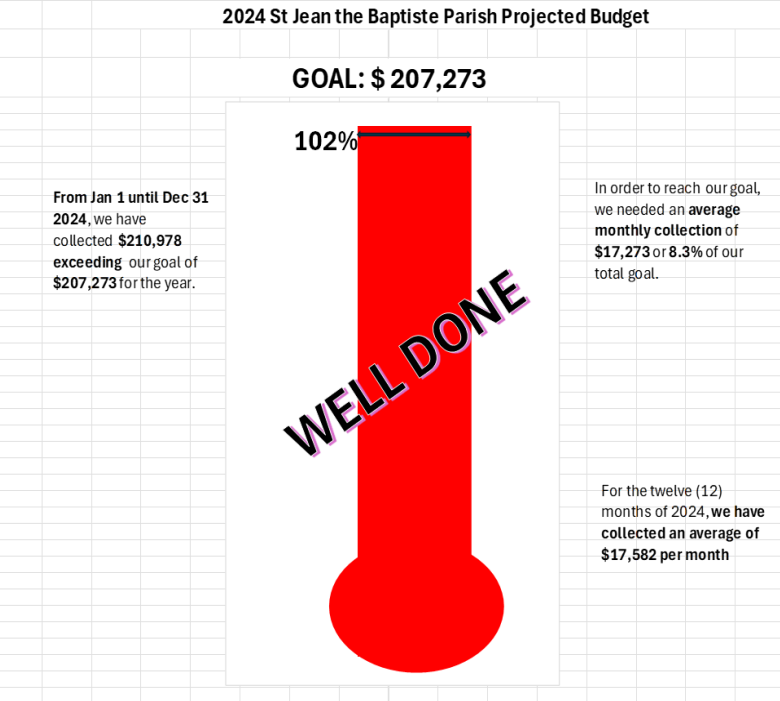 2024 St Jean the Baptiste Parish Projected Budget
GOAL: $ 207,273
102%
From Jan 1 until Dec 31
2024, we have
collected $210,978
exceeding our goal of
$207,273 for the year.
In order to reach our goal,
we needed an average
monthly collection of
$17,273 or 8.3% of our
total goal.
WELL DONE
For the twelve (12)
months of 2024, we have
collected an average of
$17,582 per month